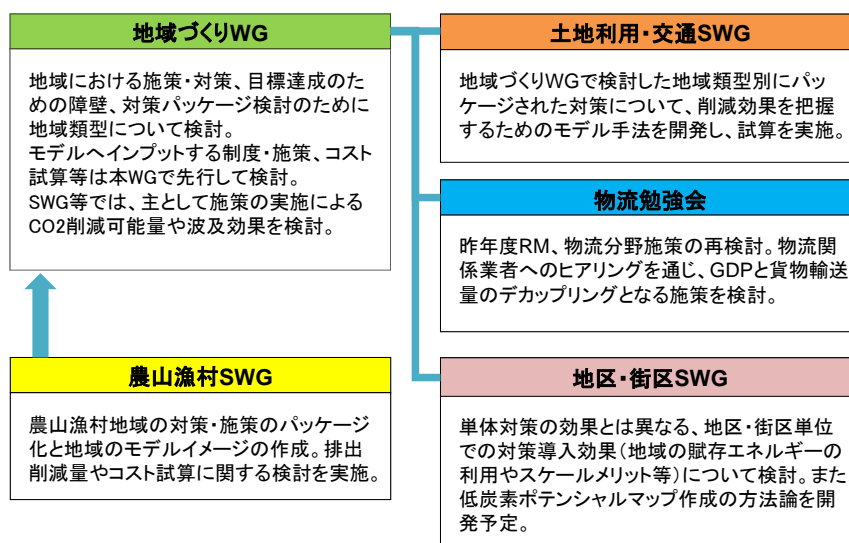 地域づくりWG
地域における施策・対策、目標達成のた
めの障壁、対策パッケージ検討のために
地域類型について検討。
モデルへインプットする制度・施策、コスト
試算等は本WGで先行して検討。
SWG等では、主として施策の実施による
CO2削減可能量や波及効果を検討。
農山漁村SWG
農山漁村地域の対策・施策のパッケージ
化と地域のモデルイメージの作成。排出
削減量やコスト試算に関する検討を実施。
土地利用・交通SWG
地域づくりWGで検討した地域類型別にパッ
ケージされた対策について、削減効果を把握
するためのモデル手法を開発し、試算を実施。
物流勉強会
昨年度RM、物流分野施策の再検討。物流関
係業者へのヒアリングを通じ、GDPと貨物輸送
量のデカップリングとなる施策を検討。
地区・街区SWG
単体対策の効果とは異なる、地区・街区単位
での対策導入効果（地域の賦存エネルギーの
利用やスケールメリット等）について検討。また
低炭素ポテンシャルマップ作成の方法論を開
発予定。